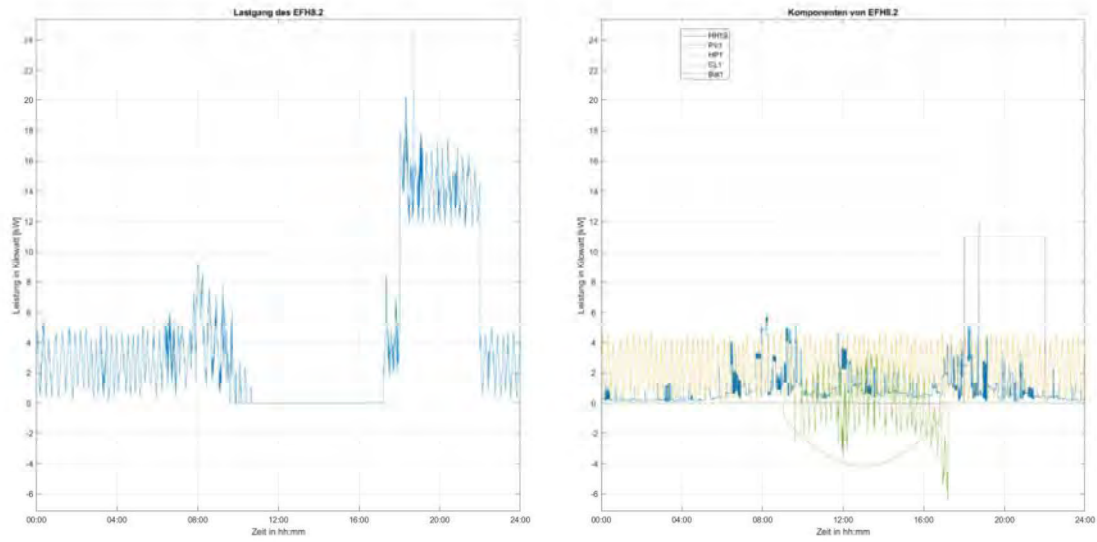 Lastgang des EFH8.2
24
22
20
18
16
14
12
10
8
6
4
2
0
-2
-4
-6
Leistung in Kilowatt [kW]
00:00 04:00 08:00 12:00 16:00 20:00 24:00
Zeit in hh:mm
Komponenten von EFH8.2
PV1
HP1
CL1
Bat1
24
22
20
18
16
14
12
10
8
6
4
2
0
-2
-4
-6
Leistung in Kilowatt [kW]
00:00 04:00 08:00 12:00 16:00 20:00 24:00
Zeit in hh:mm